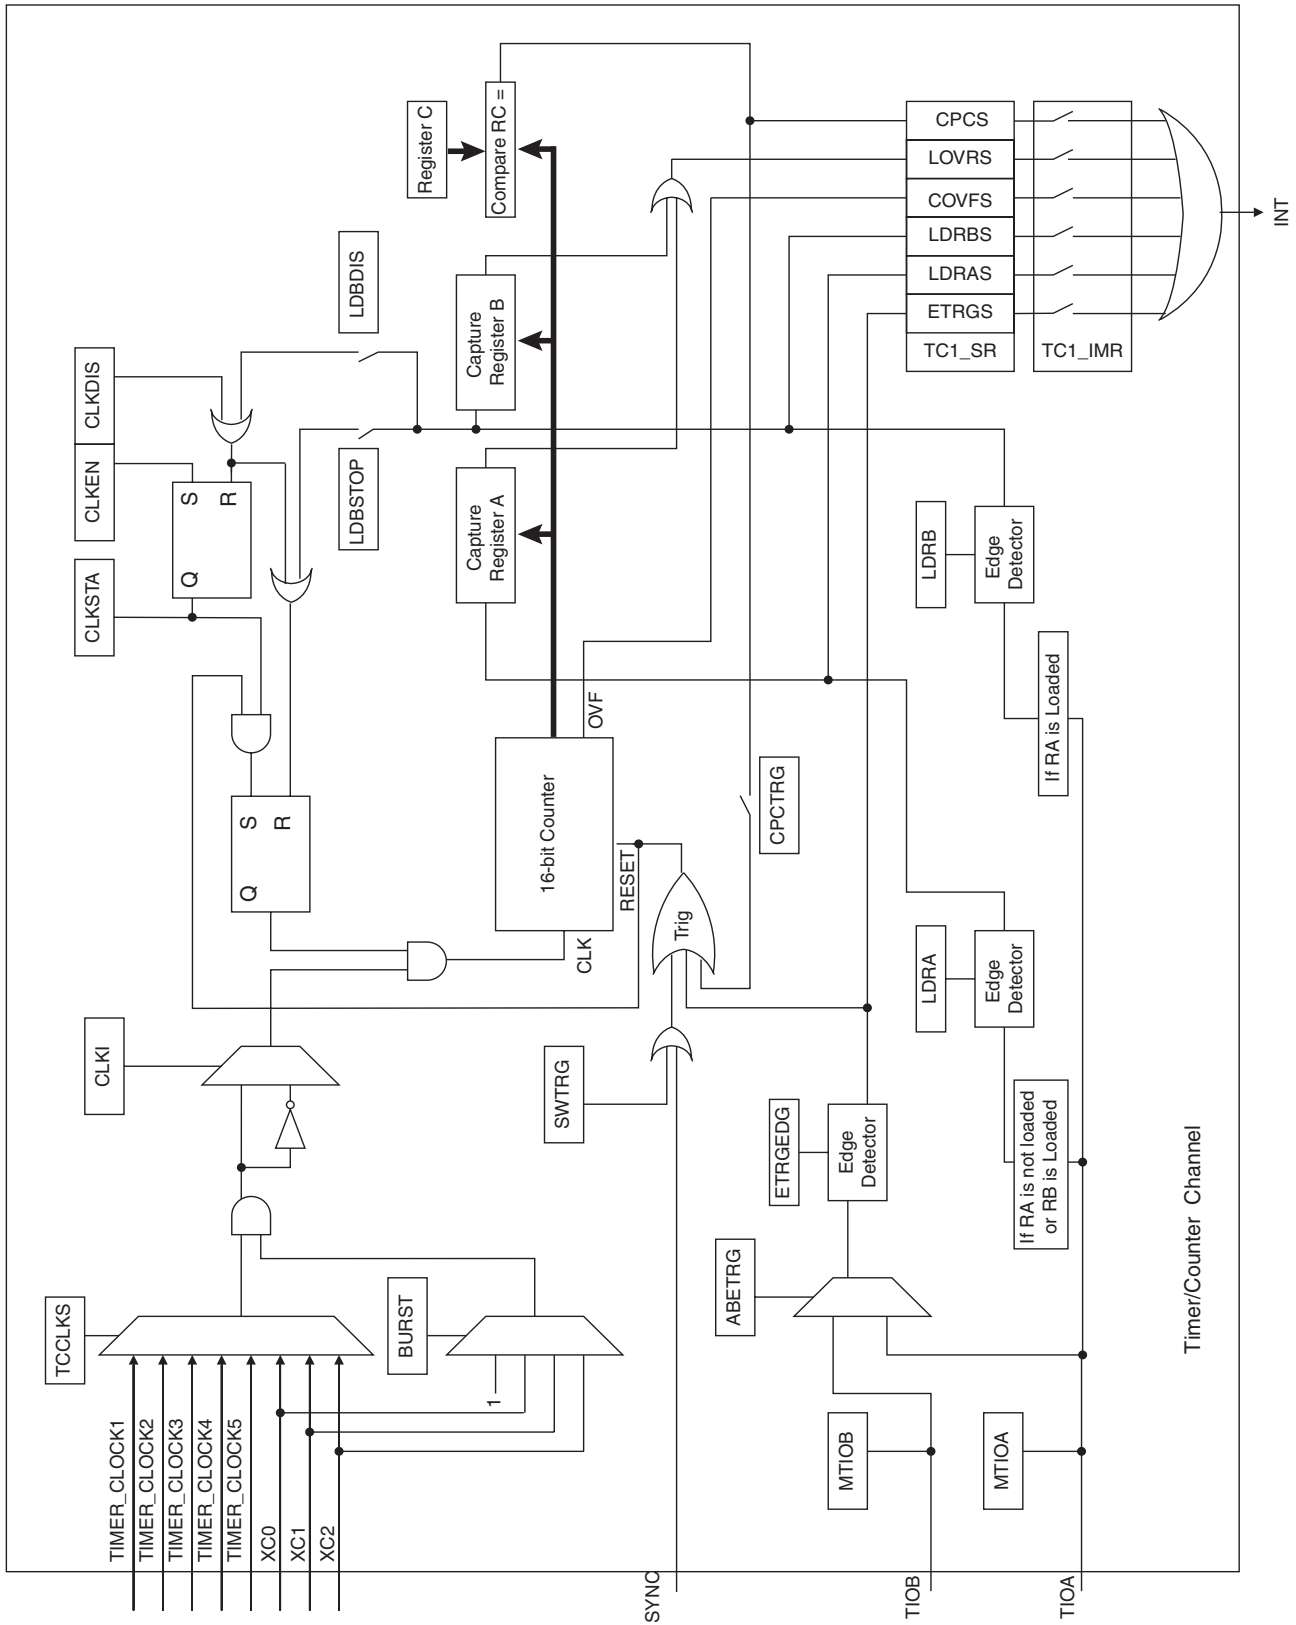 TCCLKS
TIMER_CLOCK1
TIMER_CLOCK2
TIMER_CLOCK3
TIMER_CLOCK4
TIMER_CLOCK5
XC0
XC1
XC2
BURST
1
CLKI
CLKSTA
CLKEN
CLKDIS
Q
S
R
Q
S
R
LDBSTOP
LDBDIS
Register C
Capture
Register A
Capture
Register B
Compare RC =
16-bit Counter
CLK
OVF
RESET
Trig
SWTRG
SYNC
CPCTRG
ABETRG
ETRGEDG
Edge
Detector
MTIOB
TIOB
MTIOA
TIOA
LDRA
Edge
Detector
If RA is not loaded
or RB is Loaded
LDRB
Edge
Detector
If RA is Loaded
CPCS
LOVRS
COVFS
LDRBS
LDRAS
ETRGS
TC1_SR
TC1_IMR
INT
Timer/Counter Channel